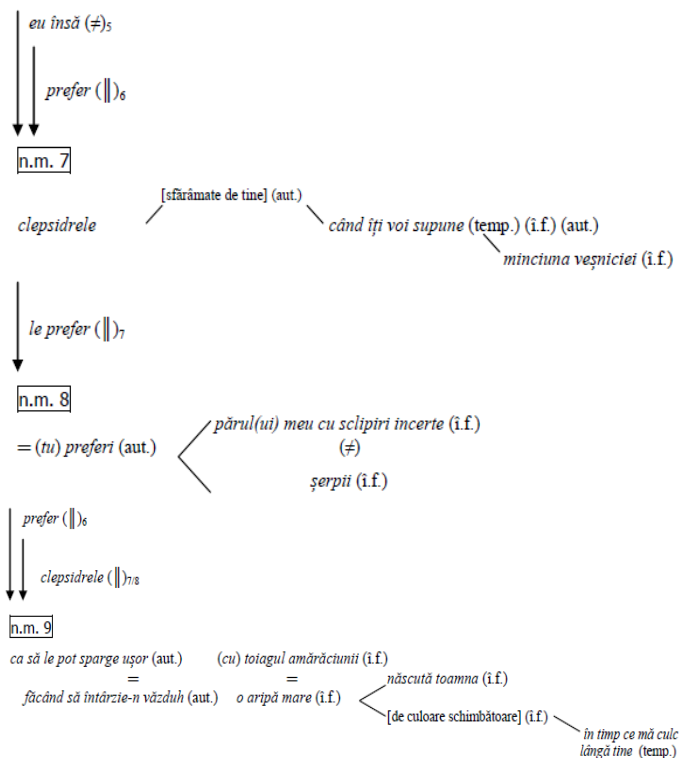 eu însă (≠)₅
prefer (‖)₆
n.m. 7
[sfărâmate de tine] (aut.)
clepsidrele
când îți voi supune (temp.) (î.f.) (aut.)
minciuna veșniciei (î.f.)
le prefer (‖)₇
n.m. 8
părul(ui) meu cu sclipiri incerte (î.f.)
= (tu) preferi (aut.)
(≠)
șerpii (î.f.)
prefer (‖)₆
clepsidrele (‖)₇/₈
n.m. 9
ca să le pot sparge ușor (aut.) (cu) toiagul amărăciunii (î.f.)
= =
născută toamna (î.f.)
făcând să întârzie-n văzduh (aut.) o aripă mare (î.f.)
[de culoare schimbătoare] (î.f.)
în timp ce mă culc
lângă tine (temp.)